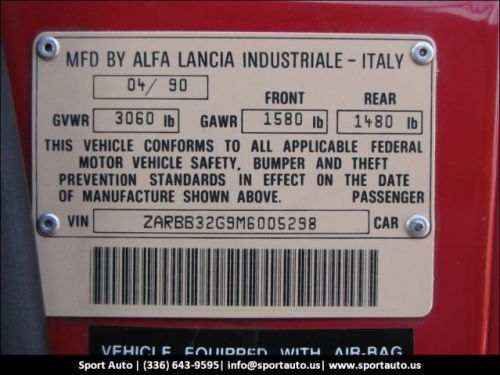 MFD BY ALFA LANCIA INDUSTRIALE - ITALY
04/ 90
FRONT REAR
GVWR 3060 lb GAWR 1580 lb 1480 lb
THIS VEHICLE CONFORMS TO ALL APPLICABLE FEDERAL
MOTOR VEHICLE SAFETY, BUMPER AND THEFT
PREVENTION STANDARDS IN EFFECT ON THE DATE
OF MANUFACTURE SHOWN ABOVE. PASSENGER
VIN ZARBB32G9M6005298 CAR
VEHICLE EQUIPPED WITH AIR-BAG
Sport Auto | (336) 643-9595| info@sportauto.us | www.Sportauto.us